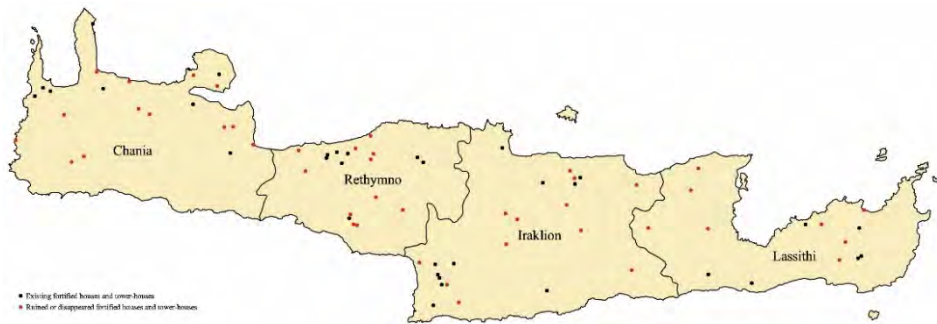 Chania
Rethymno
Iraklion
Lassithi
Existing fortified houses and tower-houses
Ruined or disappeared fortified houses and tower-houses